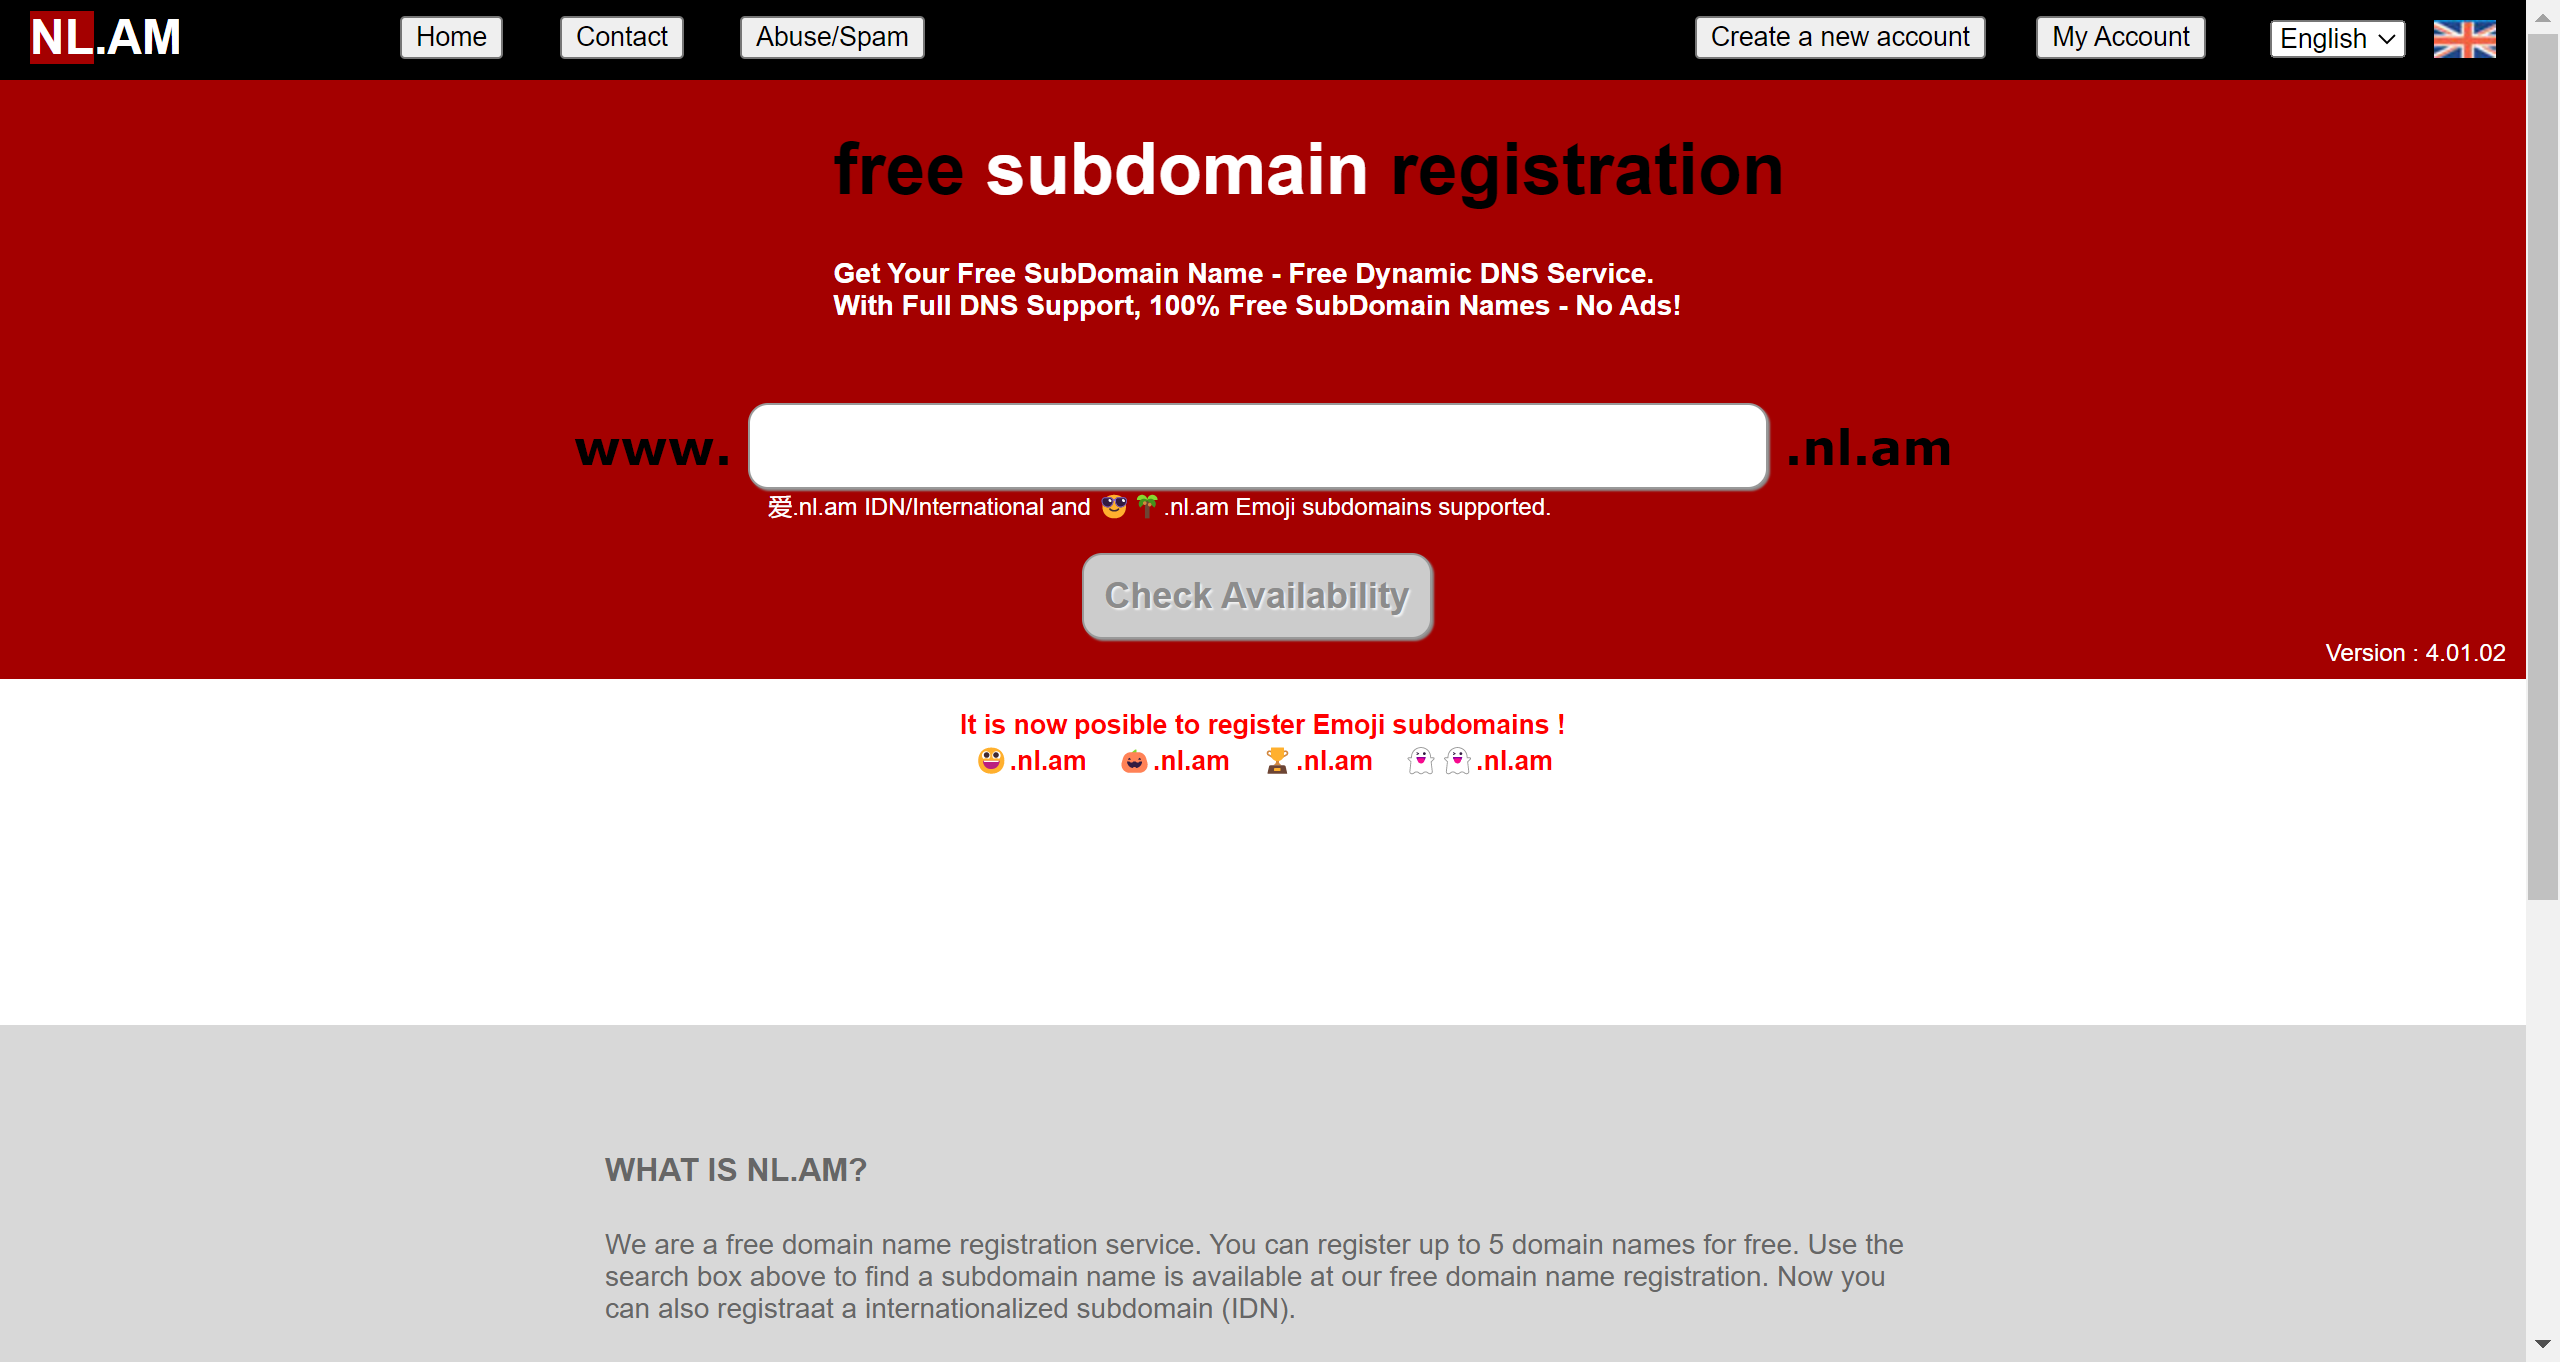 NL.AM
Home
Contact
Abuse/Spam
Create a new account
My Account
English
free subdomain registration
Get Your Free SubDomain Name - Free Dynamic DNS Service.
With Full DNS Support, 100% Free SubDomain Names - No Ads!
www.
.nl.am
爱.nl.am IDN/International and 😎🌴.nl.am Emoji subdomains supported.
Check Availability
Version : 4.01.02
It is now posible to register Emoji subdomains !
😀.nl.am 🎃.nl.am 🏆.nl.am 👻👻.nl.am
WHAT IS NL.AM?
We are a free domain name registration service. You can register up to 5 domain names for free. Use the
search box above to find a subdomain name is available at our free domain name registration. Now you
can also registraat a internationalized subdomain (IDN).